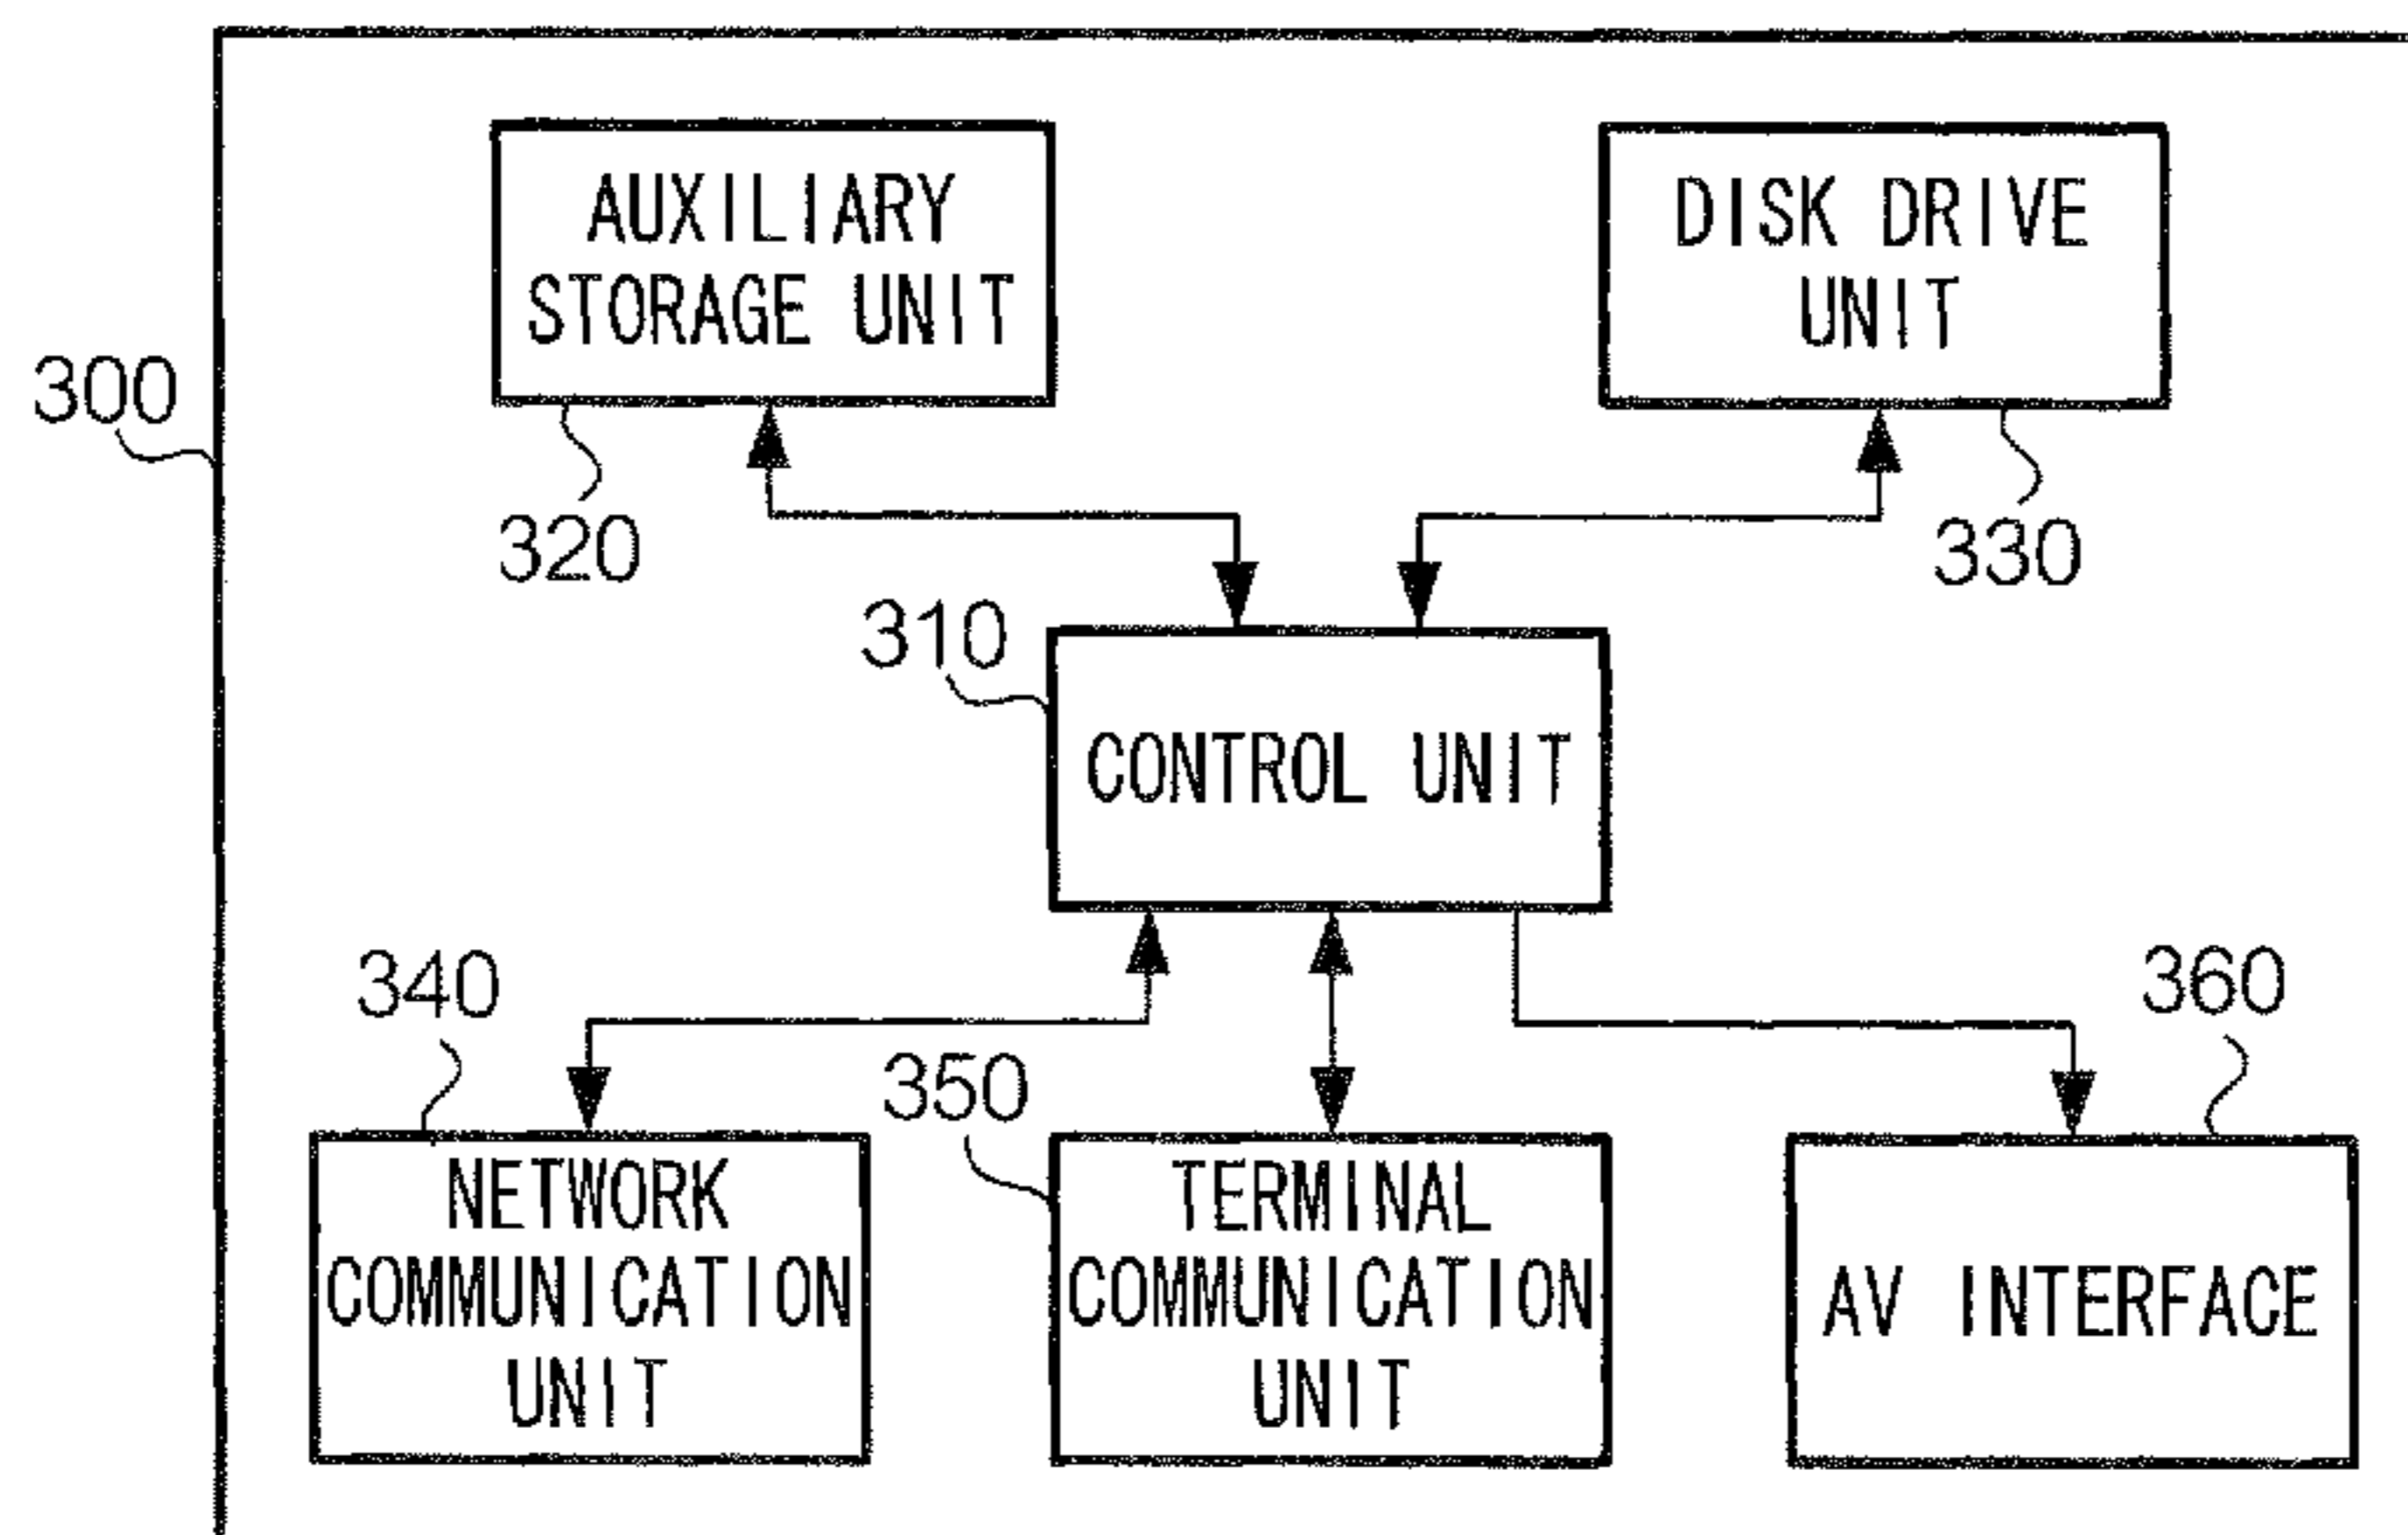 AUXILIARY
STORAGE UNIT
DISK DRIVE
UNIT
300
320
330
310
CONTROL UNIT
340
350
360
NETWORK
COMMUNICATION
UNIT
TERMINAL
COMMUNICATION
UNIT
AV INTERFACE